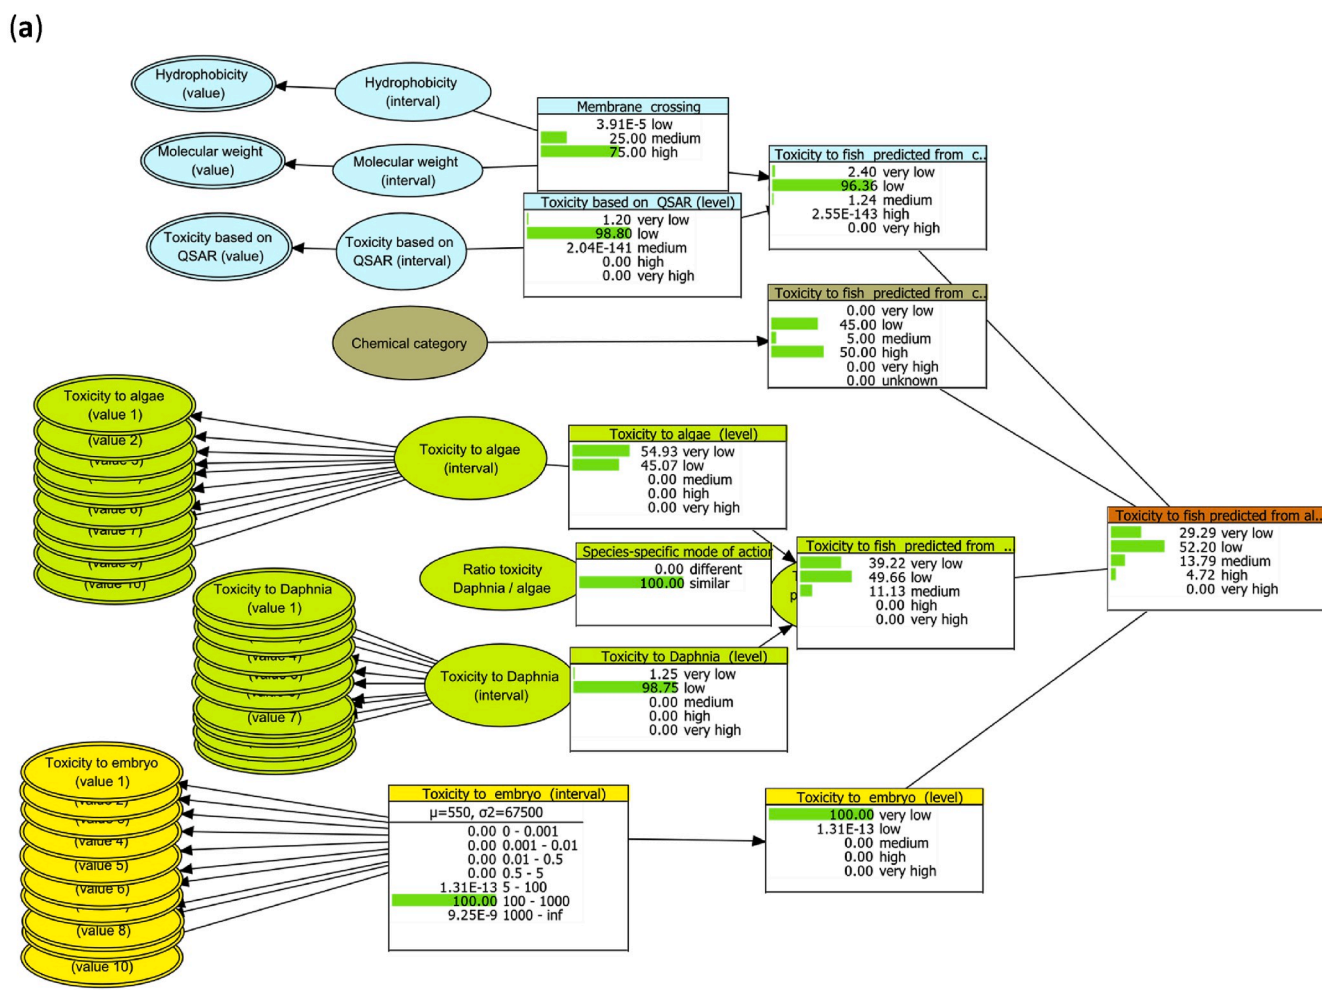 (a)
Hydrophobicity
(value)
Hydrophobicity
(interval)
Molecular weight
(value)
Molecular weight
(interval)
Toxicity based on
QSAR (value)
Toxicity based on
QSAR (interval)
Membrane crossing
3.91E-5 low
25.00 medium
75.00 high
Toxicity based on QSAR (level)
1.20 very low
98.80 low
2.04E-141 medium
0.00 high
0.00 very high
Toxicity to fish predicted from c..
2.40 very low
96.36 low
1.24 medium
2.55E-143 high
0.00 very high
Chemical category
Toxicity to fish predicted from c..
0.00 very low
45.00 low
5.00 medium
50.00 high
0.00 very high
0.00 unknown
Toxicity to algae
(value 1)
(value 2)
(value 6)
(value 7)
(value 9)
(value 10)
Toxicity to algae
(interval)
Toxicity to algae (level)
54.93 very low
45.07 low
0.00 medium
0.00 high
0.00 very high
Ratio toxicity
Daphnia / algae
Species-specific mode of action
0.00 different
100.00 similar
Toxicity to fish predicted from ...
39.22 very low
49.66 low
11.13 medium
0.00 high
0.00 very high
Toxicity to fish predicted from al..
29.29 very low
52.20 low
13.79 medium
4.72 high
0.00 very high
Toxicity to Daphnia
(value 1)
(value 7)
Toxicity to Daphnia
(interval)
Toxicity to Daphnia (level)
1.25 very low
98.75 low
0.00 medium
0.00 high
0.00 very high
Toxicity to embryo
(value 1)
(value 2)
(value 4)
(value 5)
(value 6)
(value 8)
(value 10)
Toxicity to embryo (interval)
μ=550, σ2=67500
0.00 0 - 0.001
0.00 0.001 - 0.01
0.00 0.01 - 0.5
0.00 0.5 - 5
1.31E-13 5 - 100
100.00 100 - 1000
9.25E-9 1000 - inf
Toxicity to embryo (level)
100.00 very low
1.31E-13 low
0.00 medium
0.00 high
0.00 very high